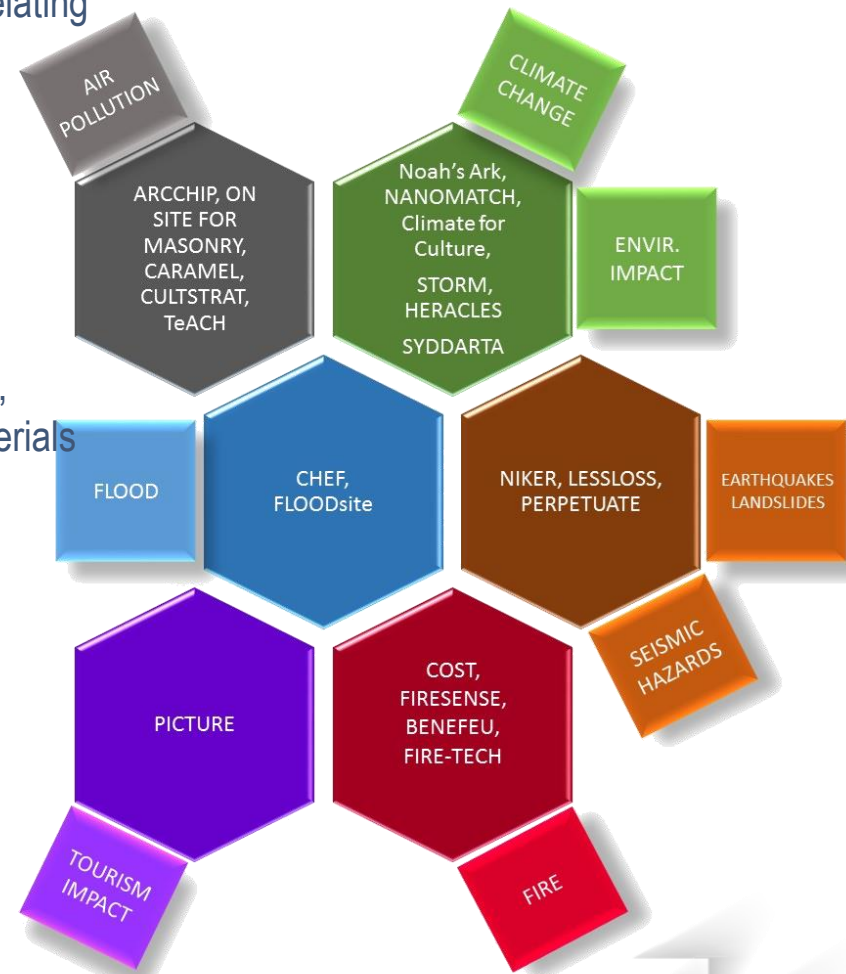 elating
AIR
POLLUTION
CLIMATE
CHANGE
ARCCHIP, ON
SITE FOR
MASONRY,
CARAMEL,
CULTSTRAT,
TeACH
Noah's Ark,
NANOMATCH,
Climate for
Culture,
STORM,
HERACLES
SYDDARTA
ENVIR.
IMPACT
,
erials
FLOOD
CHEF,
FLOODsite
NIKER, LESSLOSS,
PERPETUATE
EARTHQUAKES
LANDSLIDES
SEISMIC
HAZARDS
PICTURE
COST,
FIRESENSE,
BENEFEU,
FIRE-TECH
TOURISM
IMPACT
FIRE